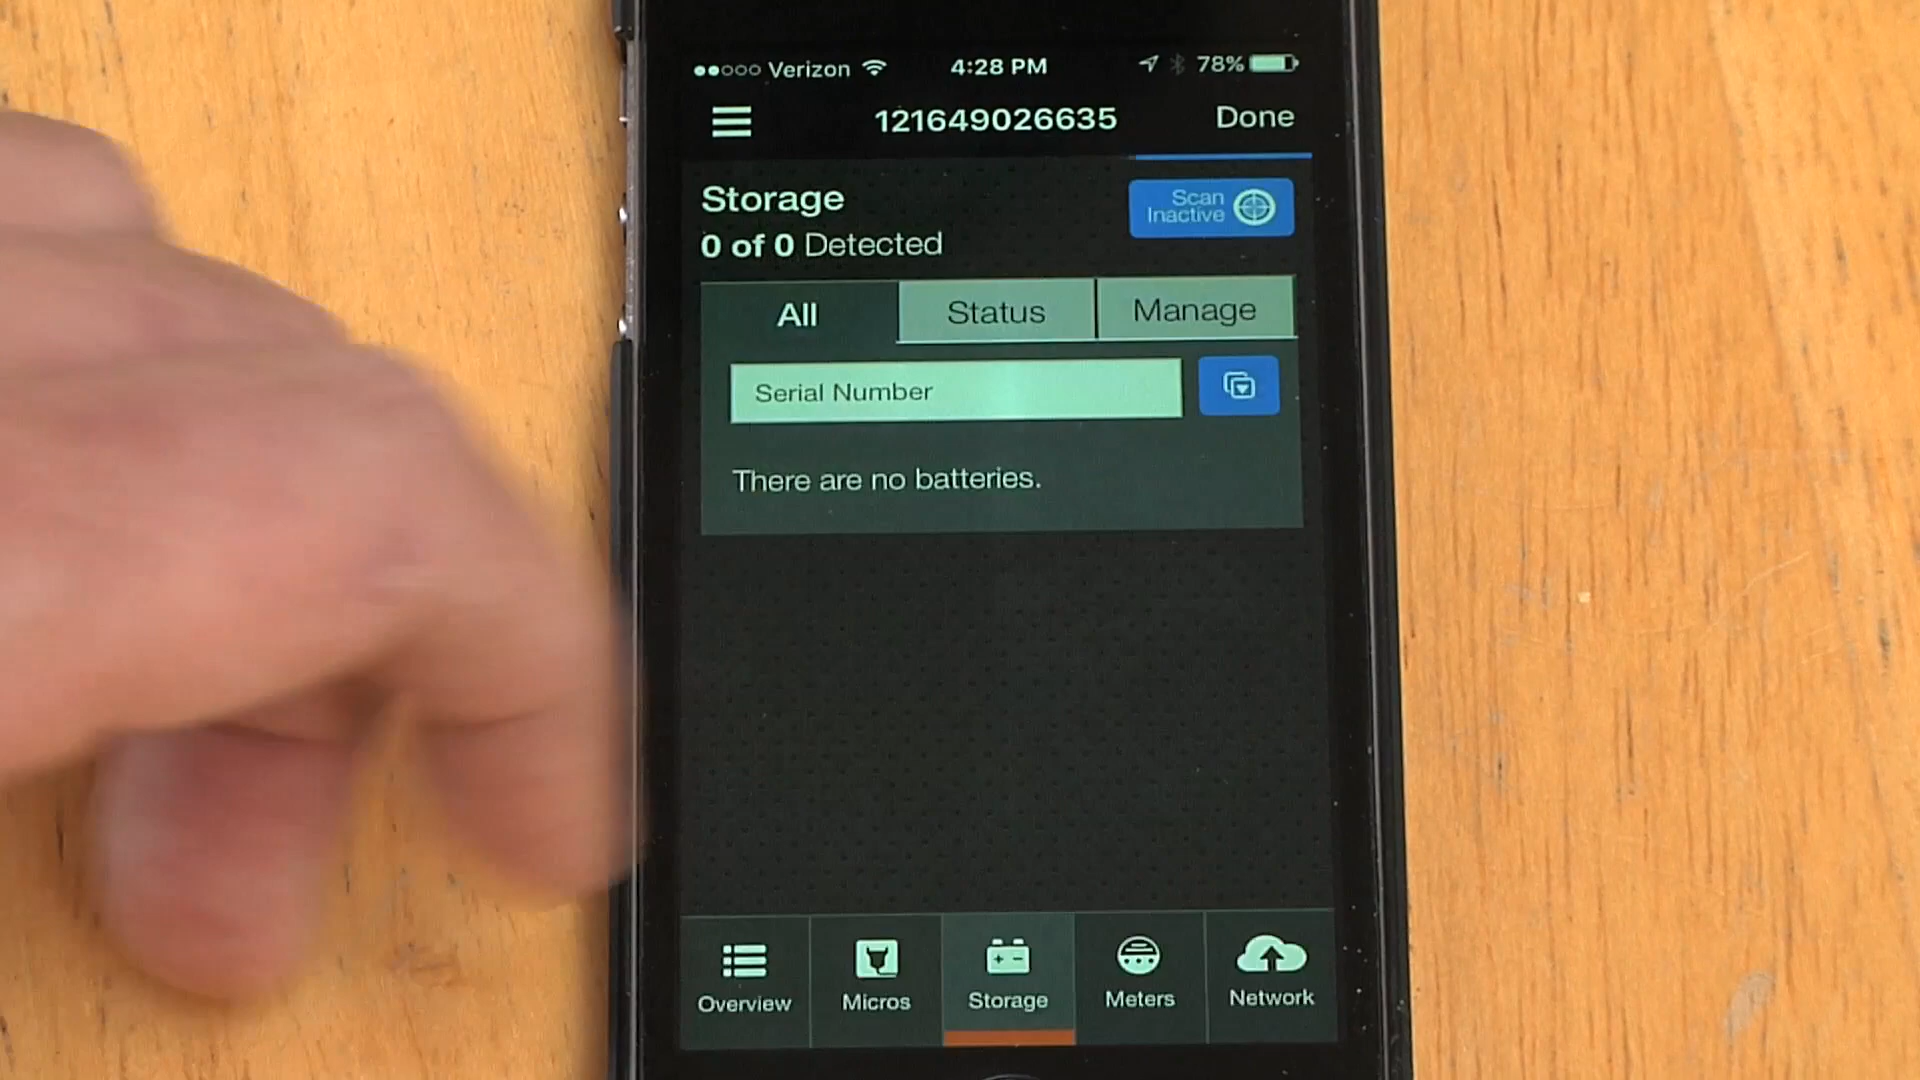 Verizon 4:28 PM 78%
121649026635 Done
Storage
Scan
Inactive
0 of 0 Detected
All Status Manage
Serial Number
There are no batteries.
Overview Micros Storage Meters Network